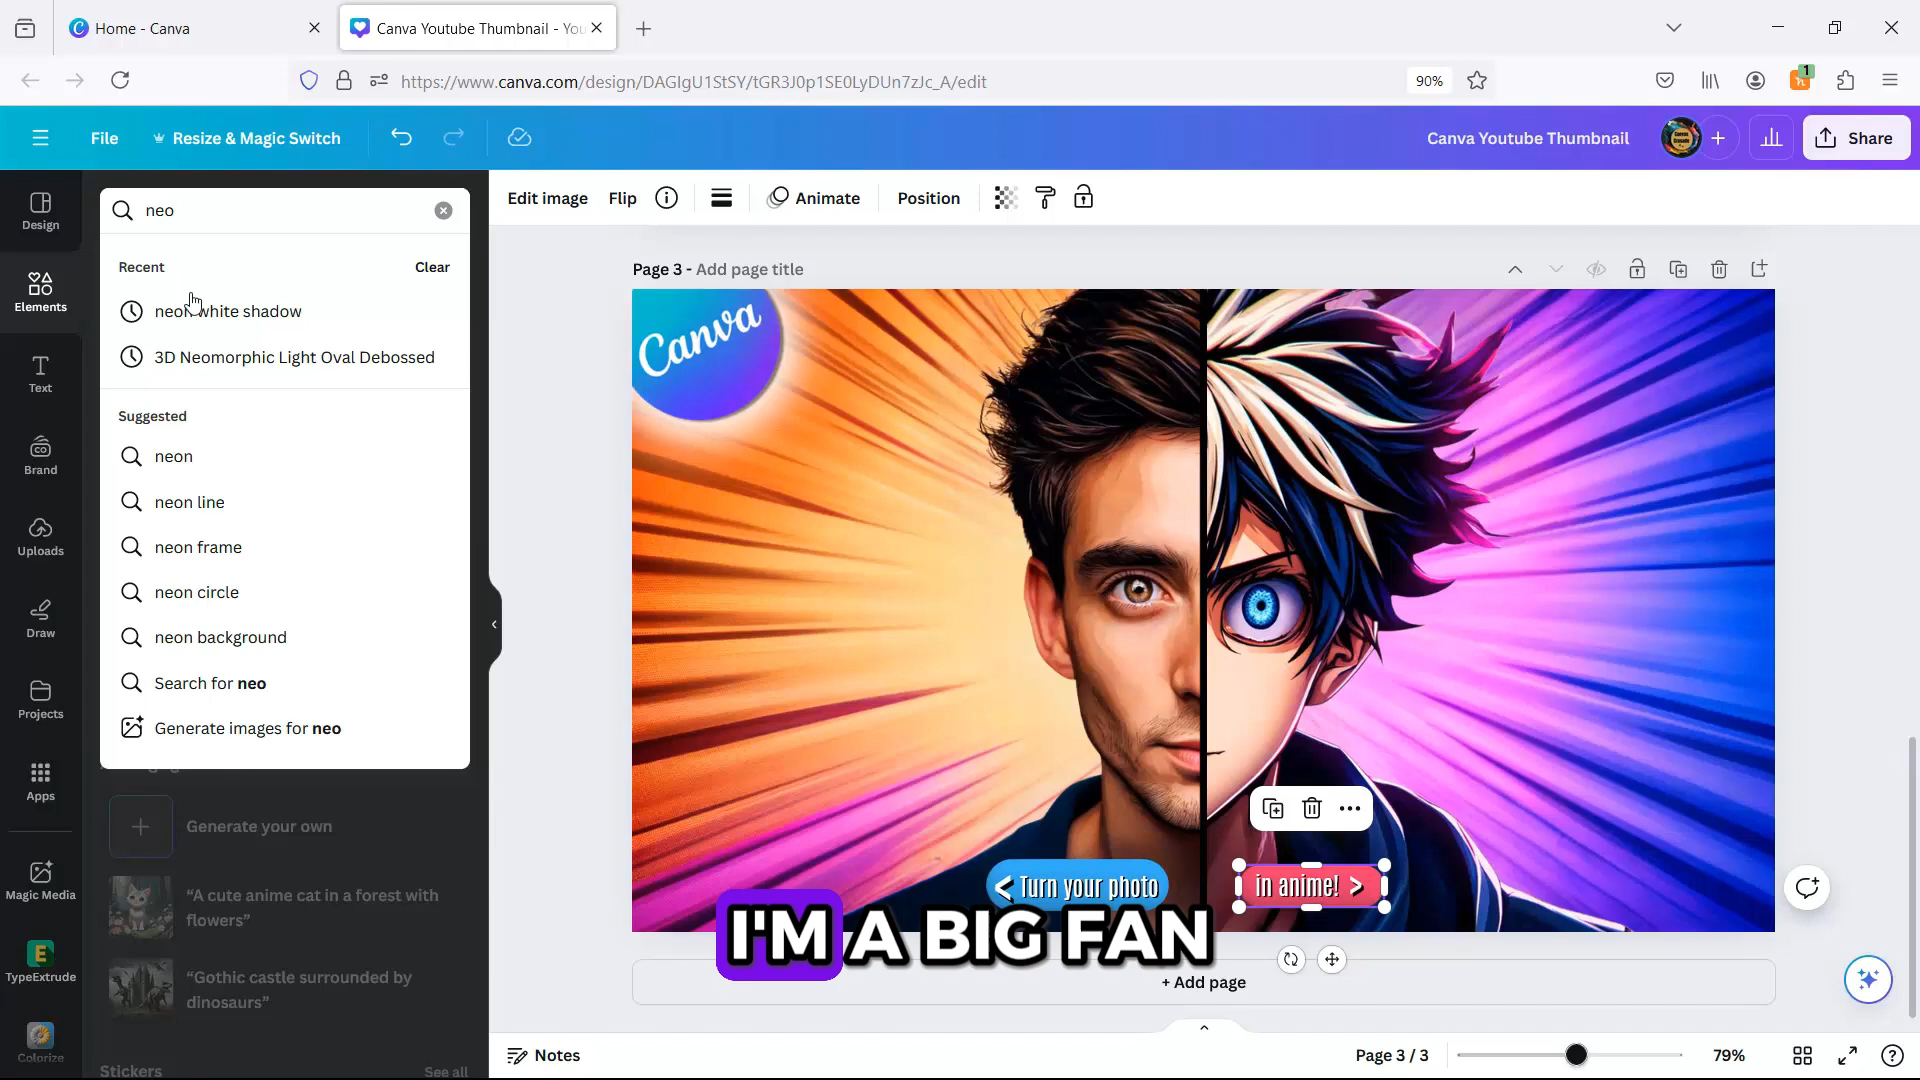 Home - Canva
Canva Youtube Thumbnail - You
https://www.canva.com/design/DAGIgU1StSY/tGR3J0p1SE0LyDUn7zJc_A/edit
90%
1
File
Resize & Magic Switch
Canva Youtube Thumbnail
Share
Design
Elements
Text
Brand
Uploads
Draw
Projects
Apps
Magic Media
TypeExtrude
Colorize
neo
Recent
Clear
neon white shadow
3D Neomorphic Light Oval Debossed
Suggested
neon
neon line
neon frame
neon circle
neon background
Search for neo
Generate images for neo
Generate your own
“A cute anime cat in a forest with
flowers”
“Gothic castle surrounded by
dinosaurs”
Stickers
See all
Edit image
Flip
Animate
Position
Page 3 - Add page title
Canva
< Turn your photo
in anime! >
I'M A BIG FAN
+ Add page
Notes
Page 3 / 3
79%